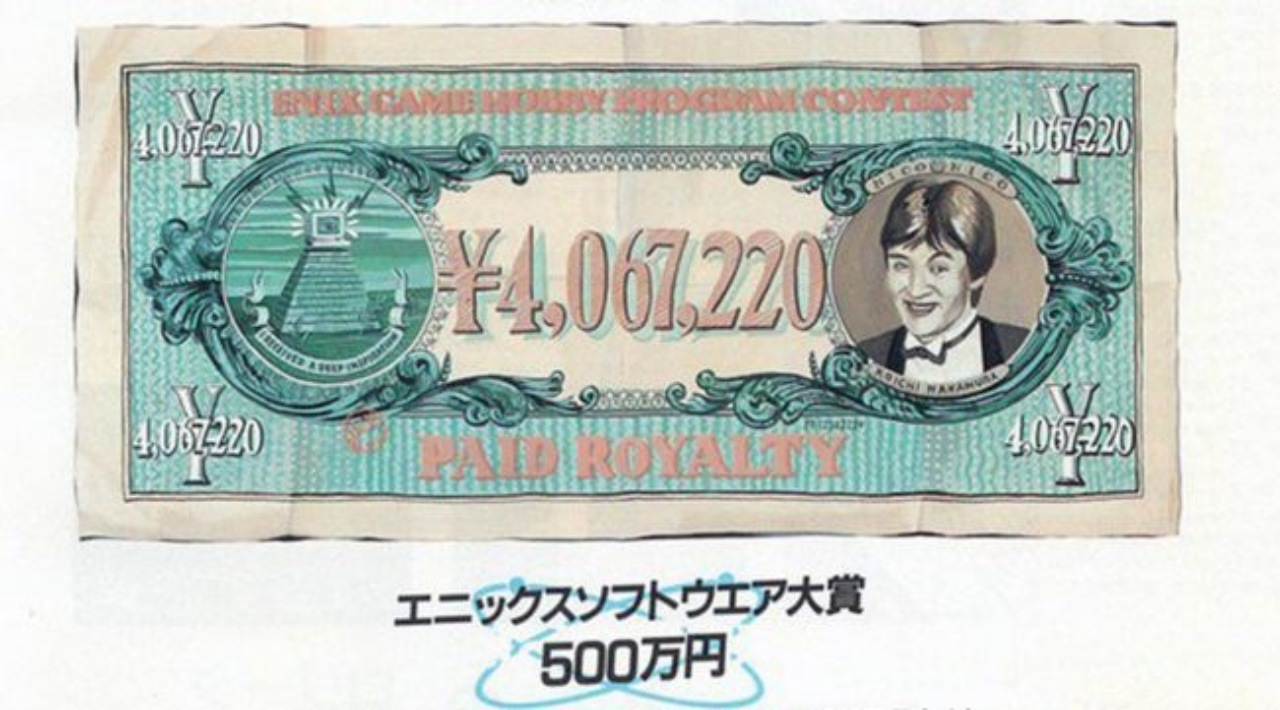 ENIX GAME HOBBY PROGRAM CONTEST
¥ 4,067,220
¥ 4,067,220
NICO NICO
¥4,067,220
I RECEIVED A DEEP INSPIRATION
KOICHI NAKAMURA
¥ 4,067,220
¥ 4,067,220
PAID ROYALTY
エニックスソフトウエア大賞
500万円